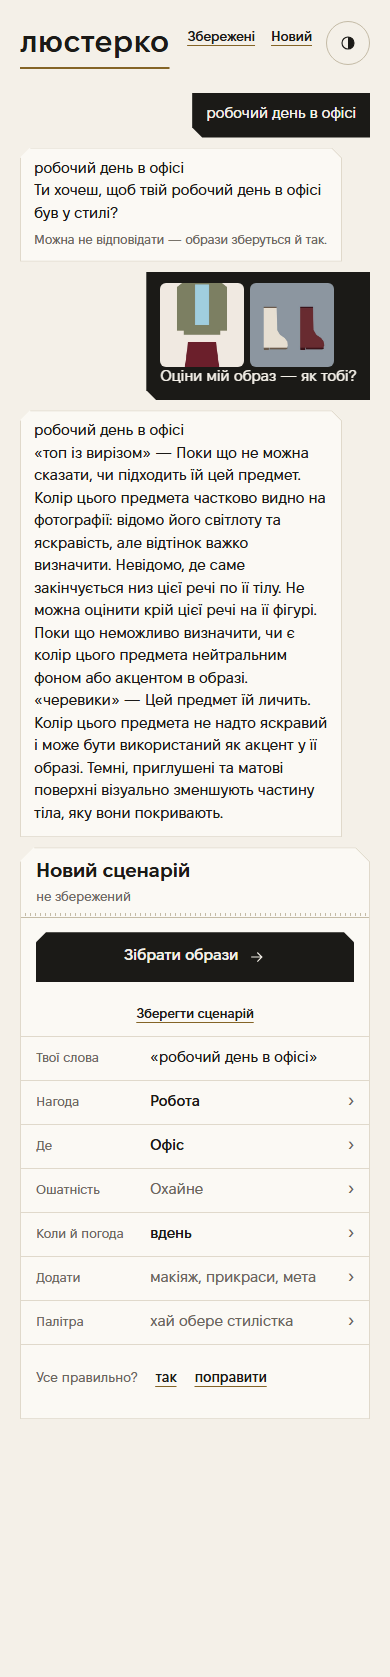 люстерко
Збережені
Новий
робочий день в офісі
робочий день в офісі
Ти хочеш, щоб твій робочий день в офісі
був у стилі?
Можна не відповідати — образи зберуться й так.
Оціни мій образ — як тобі?
робочий день в офісі
«топ із вирізом» — Поки що не можна
сказати, чи підходить їй цей предмет.
Колір цього предмета частково видно на
фотографії: відомо його світлоту та
яскравість, але відтінок важко
визначити. Невідомо, де саме
закінчується низ цієї речі по її тілу. Не
можна оцінити крій цієї речі на її фігурі.
Поки що неможливо визначити, чи є
колір цього предмета нейтральним
фоном або акцентом в образі.
«черевики» — Цей предмет їй личить.
Колір цього предмета не надто яскравий
і може бути використаний як акцент у її
образі. Темні, приглушені та матові
поверхні візуально зменшують частину
тіла, яку вони покривають.
Новий сценарій
не збережений
Зібрати образи →
Зберегти сценарій
Твої слова «робочий день в офісі»
Нагода Робота ›
Де Офіс ›
Ошатність Охайне ›
Коли й погода вдень ›
Додати макіяж, прикраси, мета ›
Палітра хай обере стилістка ›
Усе правильно? так поправити